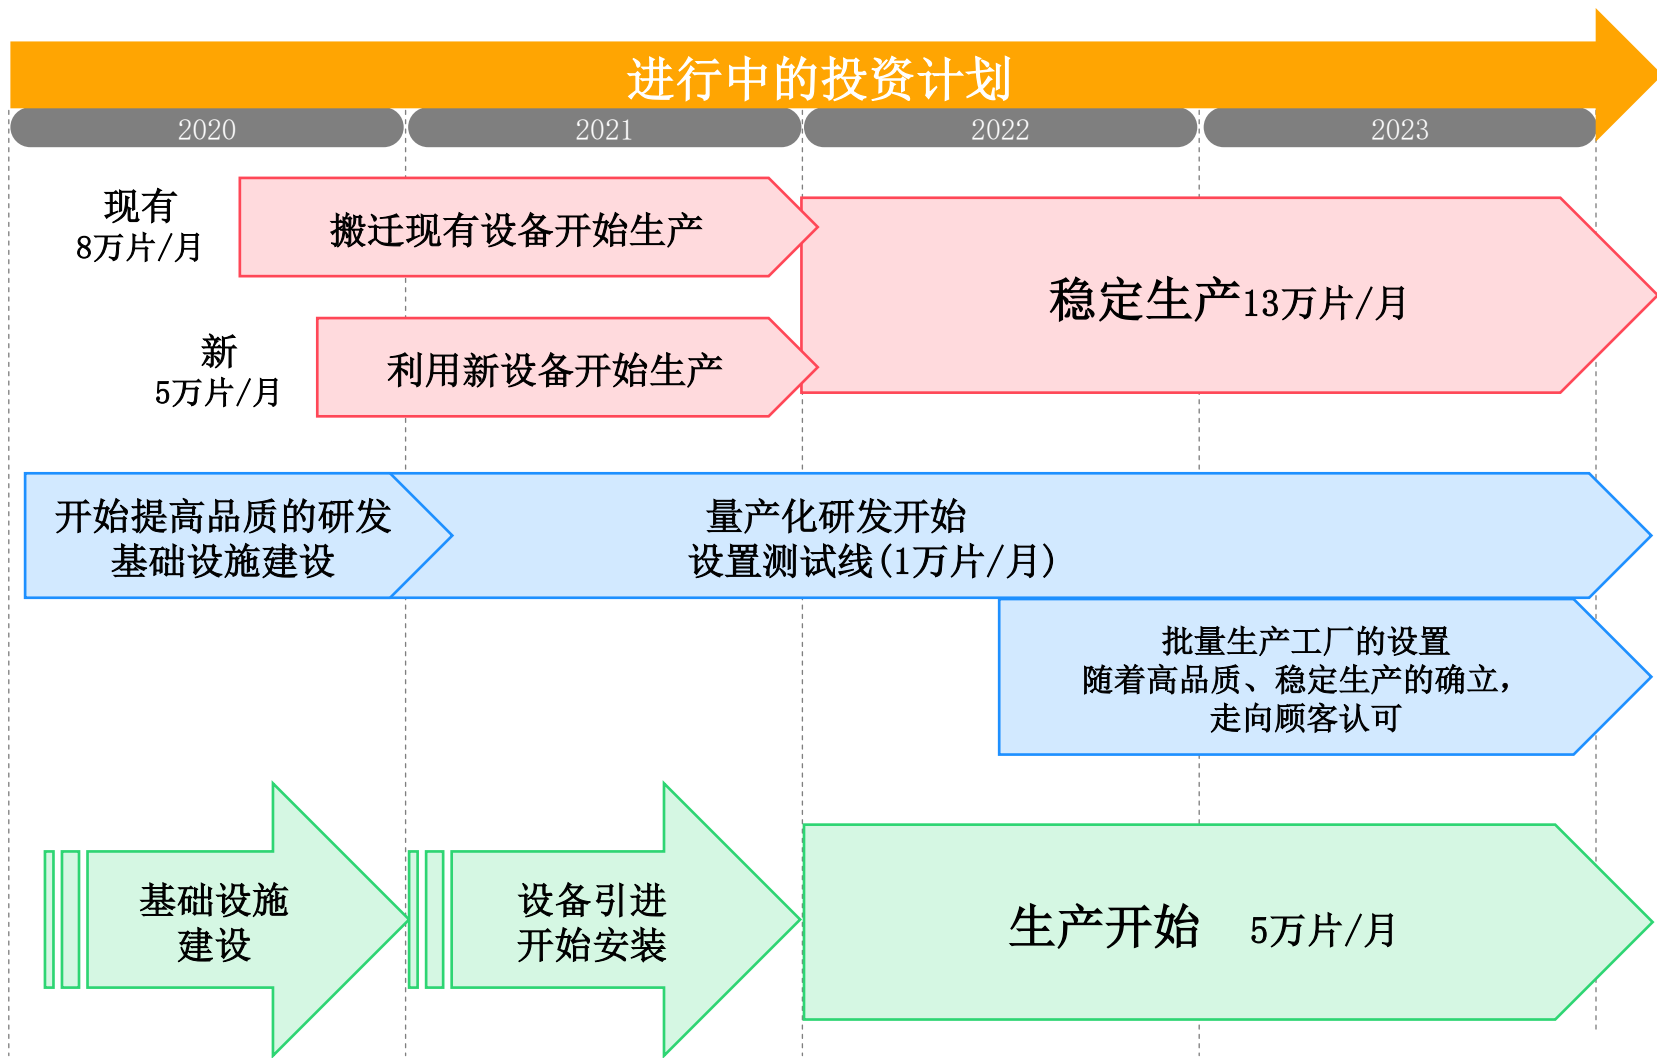 进行中的投资计划
2020
2021
2022
2023
现有
8万片/月
搬迁现有设备开始生产
稳定生产13万片/月
新
5万片/月
利用新设备开始生产
开始提高品质的研发
基础设施建设
量产化研发开始
设置测试线(1万片/月)
批量生产工厂的设置
随着高品质、稳定生产的确立，
走向顾客认可
基础设施
建设
设备引进
开始安装
生产开始 5万片/月